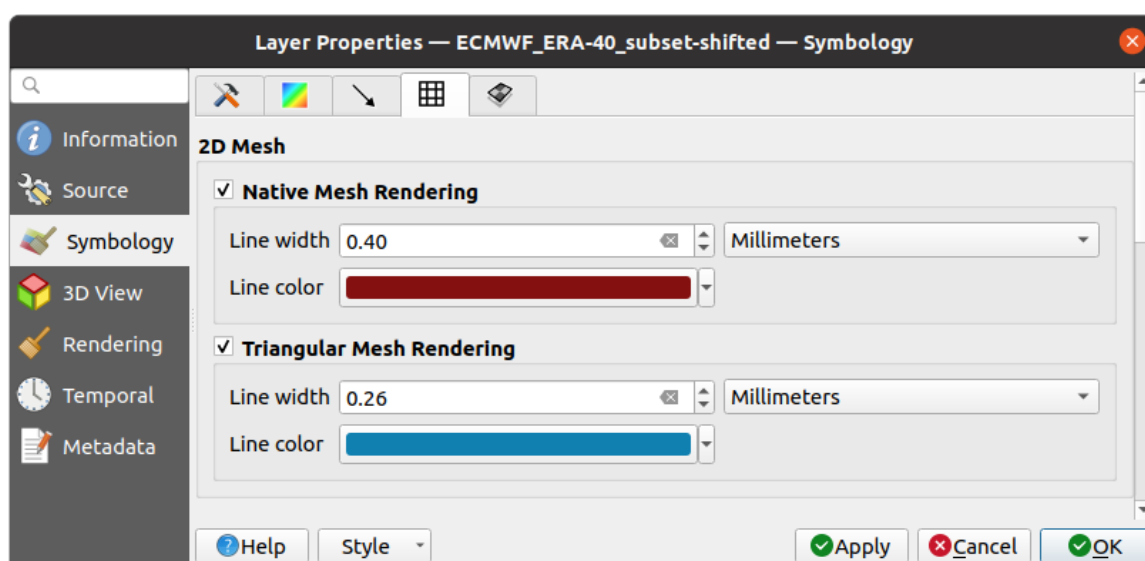 Layer Properties — ECMWF_ERA-40_subset-shifted — Symbology
Information
Source
Symbology
3D View
Rendering
Temporal
Metadata
2D Mesh
Native Mesh Rendering
Line width 0.40 Millimeters
Line color
Triangular Mesh Rendering
Line width 0.26 Millimeters
Line color
Help Style Apply Cancel OK